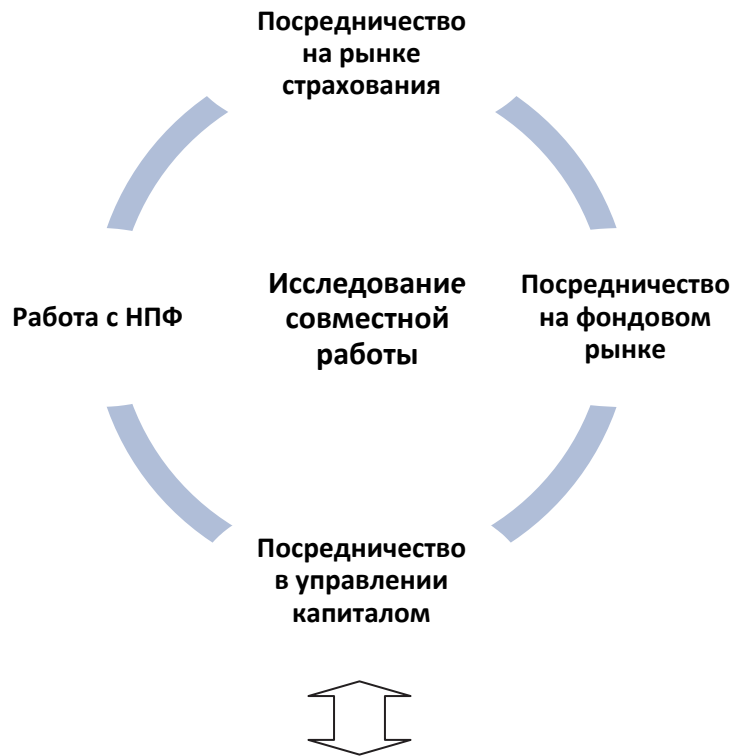 Посредничество
на рынке
страхования
Работа с НПФ
Исследование
совместной
работы
Посредничество
на фондовом
рынке
Посредничество
в управлении
капиталом